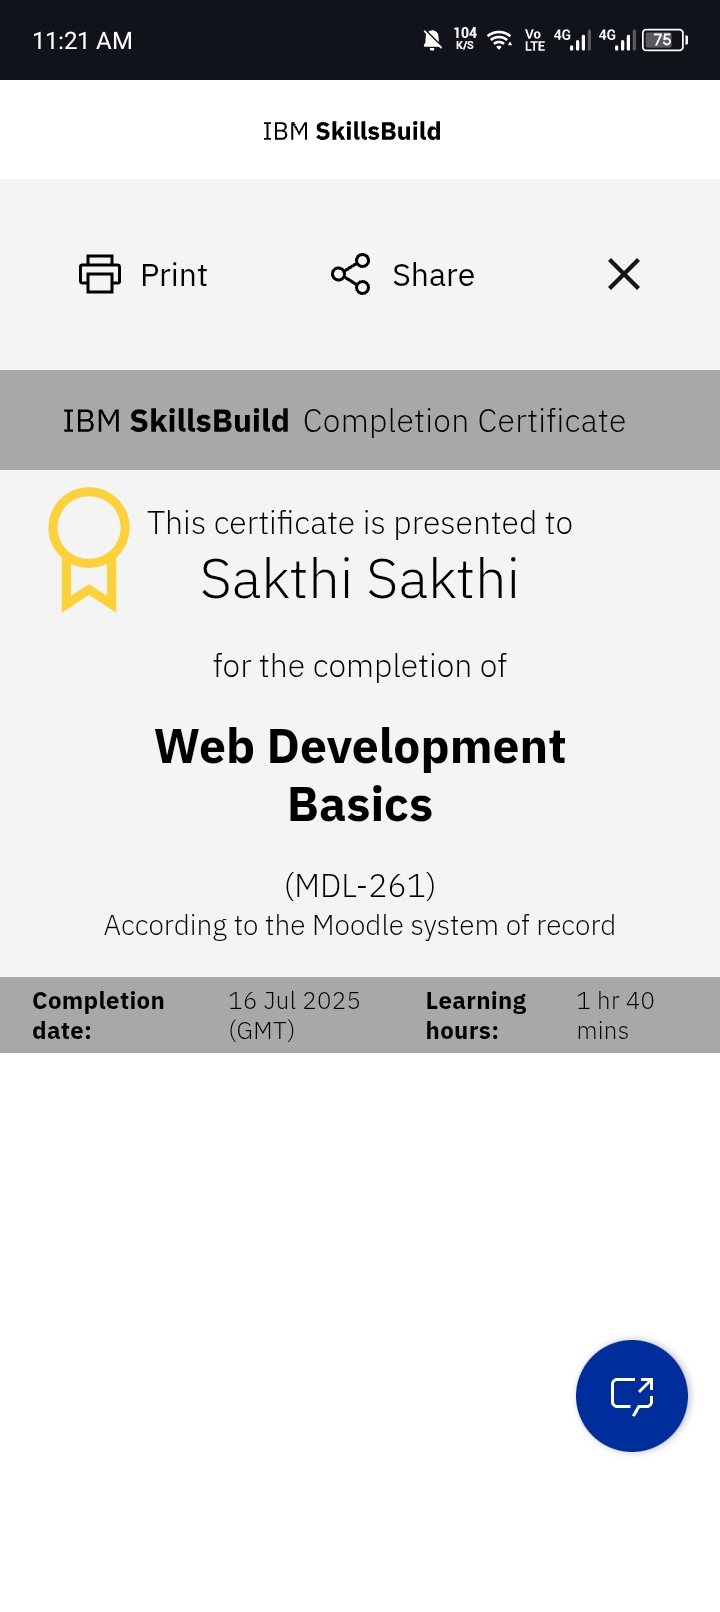 11:21 AM
104
K/S
Vo
LTE
4G
4G
75
IBM SkillsBuild
Print
Share
IBM SkillsBuild Completion Certificate
This certificate is presented to
Sakthi Sakthi
for the completion of
Web Development
Basics
(MDL-261)
According to the Moodle system of record
Completion date:
16 Jul 2025 (GMT)
Learning hours:
1 hr 40 mins